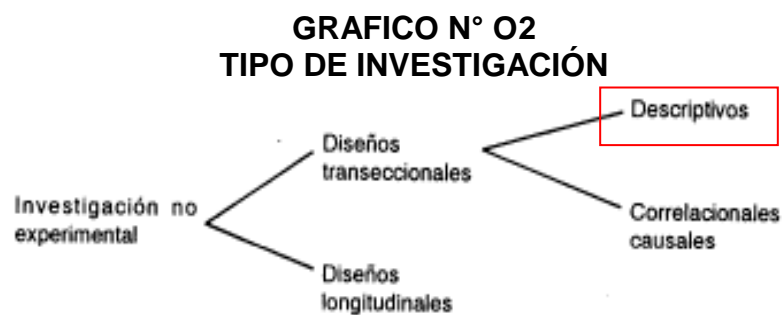 GRAFICO N° O2
TIPO DE INVESTIGACIÓN
Descriptivos
Diseños
transeccionales
Investigación no
experimental
Correlacionales
causales
Diseños
longitudinales